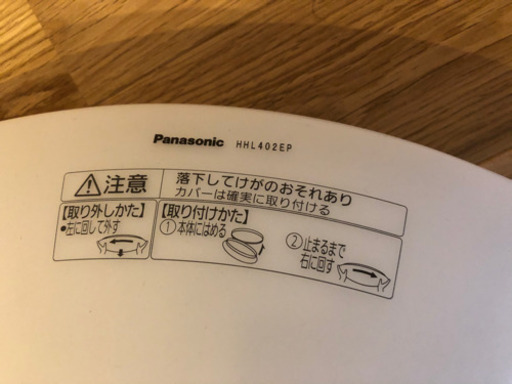 Panasonic HHL402EP
注意
落下してけがのおそれあり
カバーは確実に取り付ける
【取り外しかた】
●左に回して外す
【取り付けかた】
①本体にはめる
②止まるまで
右に回す